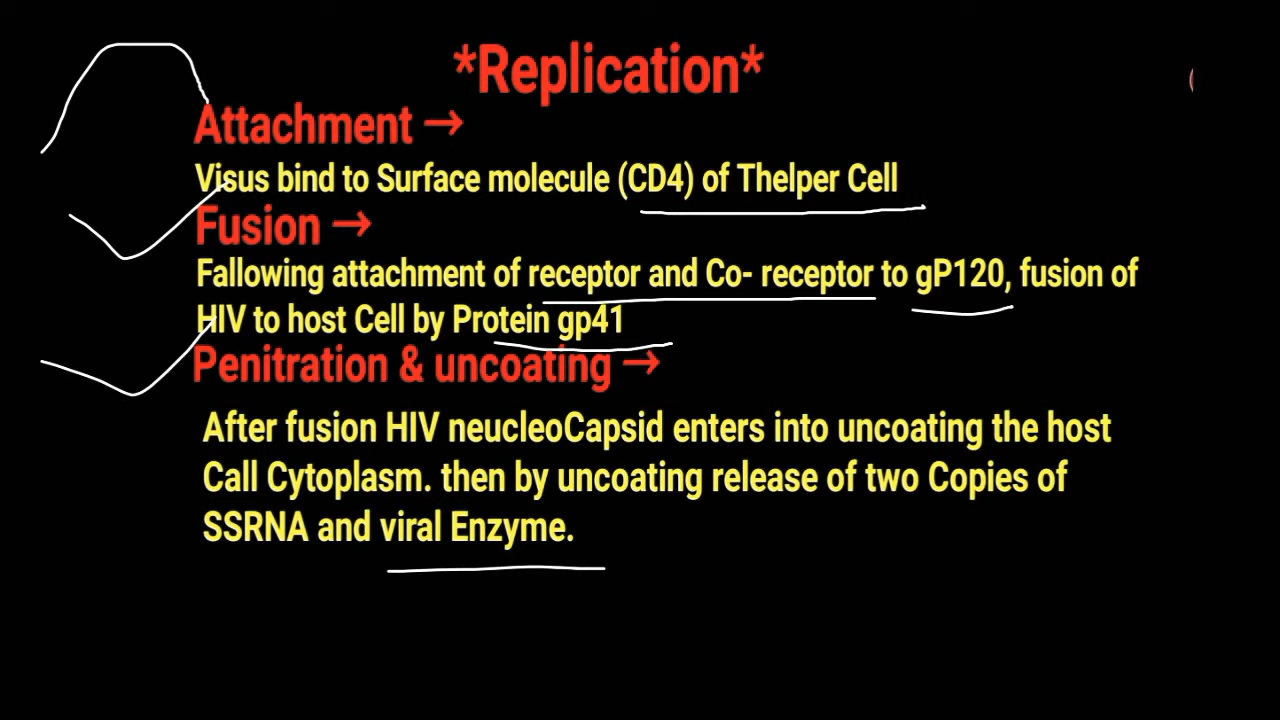 *Replication*
Attachment →
Visus bind to Surface molecule (CD4) of Thelper Cell
Fusion →
Fallowing attachment of receptor and Co- receptor to gP120, fusion of
HIV to host Cell by Protein gp41
Penitration & uncoating →
After fusion HIV neucleoCapsid enters into uncoating the host
Call Cytoplasm. then by uncoating release of two Copies of
SSRNA and viral Enzyme.